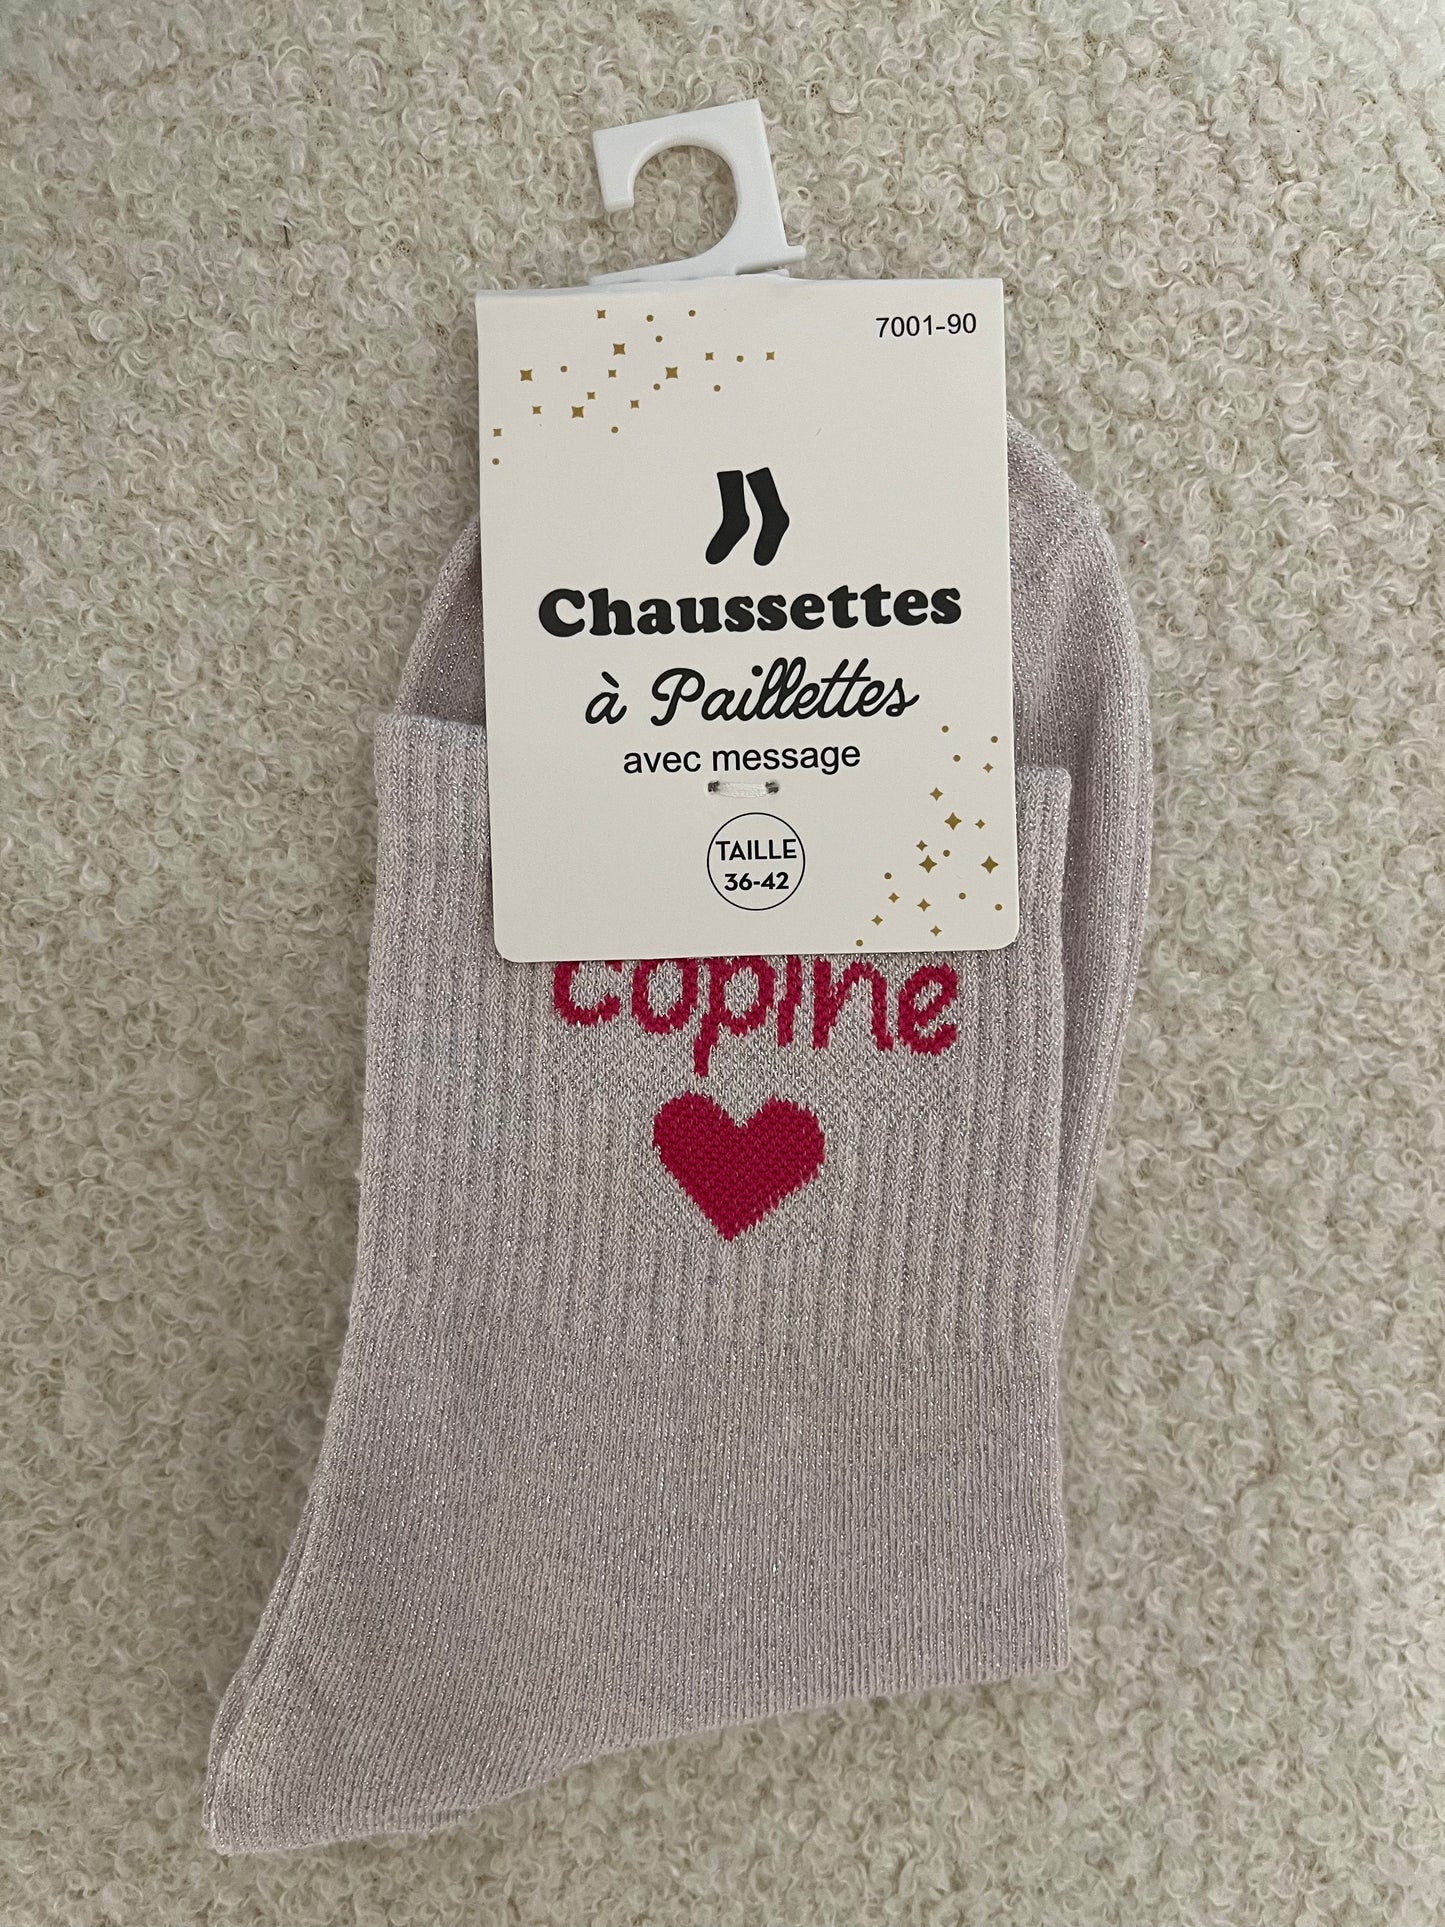 7001-90
Chaussettes
à Paillettes
avec message
TAILLE
36-42
copine